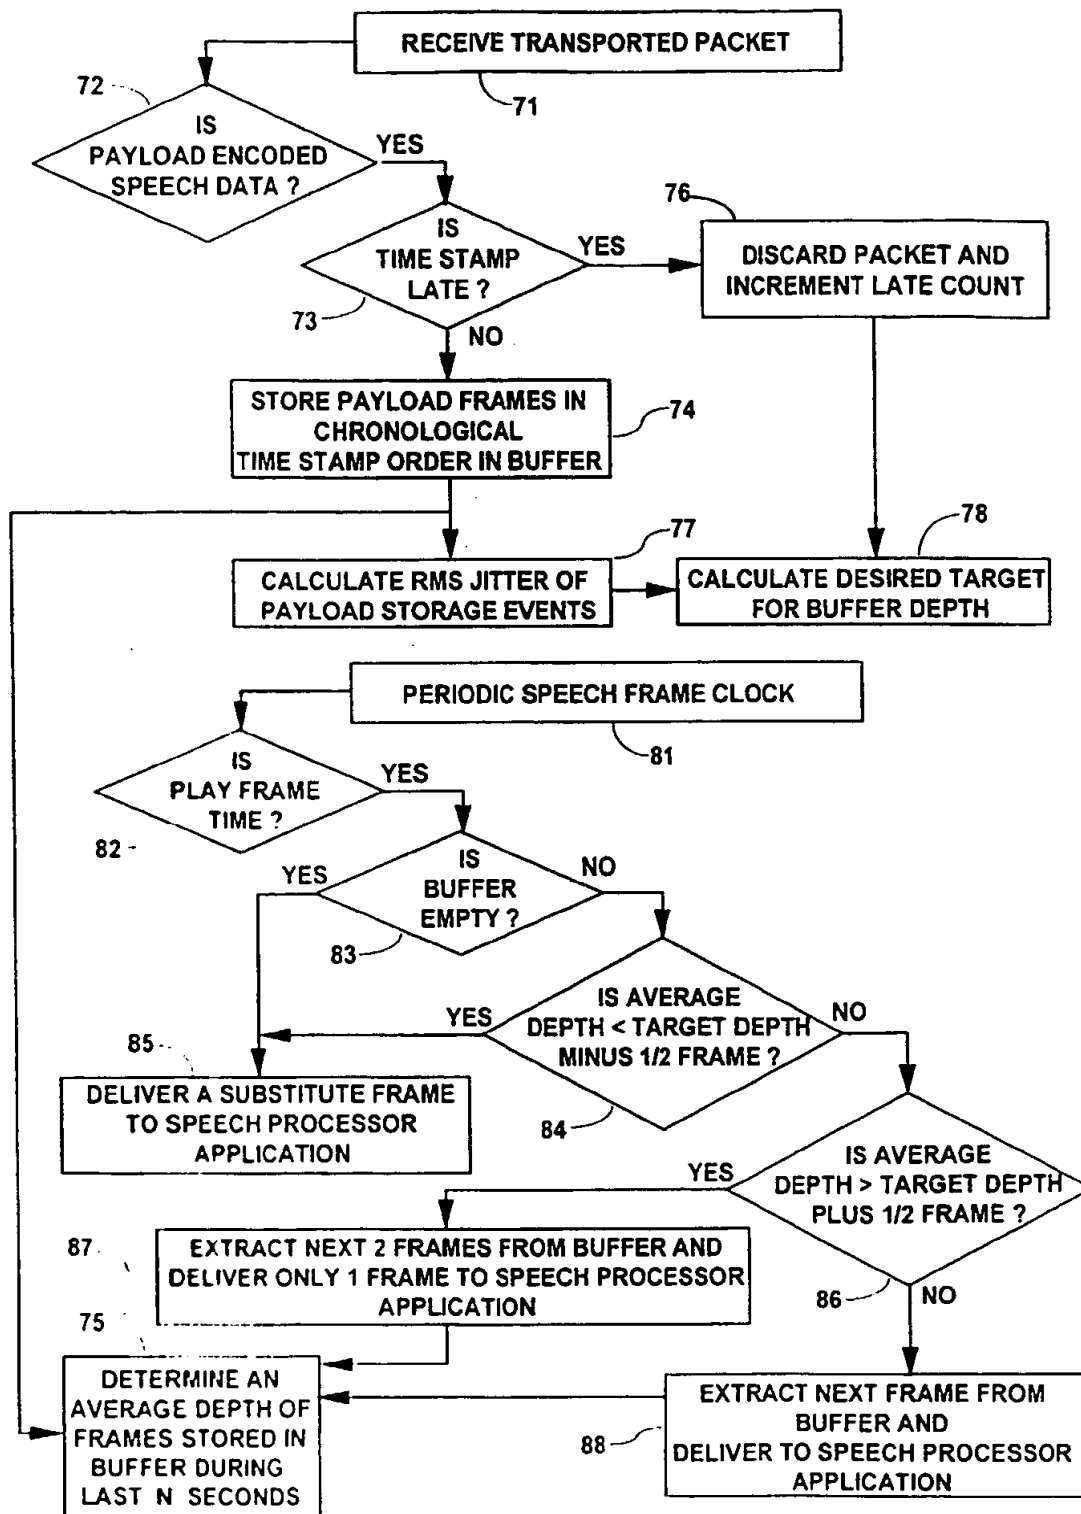 RECEIVE TRANSPORTED PACKET
71
72
IS
PAYLOAD ENCODED
SPEECH DATA ?
YES
IS
TIME STAMP
LATE ?
73
YES
NO
76
DISCARD PACKET AND
INCREMENT LATE COUNT
STORE PAYLOAD FRAMES IN
CHRONOLOGICAL
TIME STAMP ORDER IN BUFFER
74
77
CALCULATE RMS JITTER OF
PAYLOAD STORAGE EVENTS
78
CALCULATE DESIRED TARGET
FOR BUFFER DEPTH
PERIODIC SPEECH FRAME CLOCK
81
IS
PLAY FRAME
TIME ?
82
YES
IS
BUFFER
EMPTY ?
83
YES
NO
IS AVERAGE
DEPTH < TARGET DEPTH
MINUS 1/2 FRAME ?
84
YES
NO
85
DELIVER A SUBSTITUTE FRAME
TO SPEECH PROCESSOR
APPLICATION
IS AVERAGE
DEPTH > TARGET DEPTH
PLUS 1/2 FRAME ?
86
YES
NO
87
EXTRACT NEXT 2 FRAMES FROM BUFFER AND
DELIVER ONLY 1 FRAME TO SPEECH PROCESSOR
APPLICATION
75
DETERMINE AN
AVERAGE DEPTH OF
FRAMES STORED IN
BUFFER DURING
LAST N SECONDS
88
EXTRACT NEXT FRAME FROM
BUFFER AND
DELIVER TO SPEECH PROCESSOR
APPLICATION